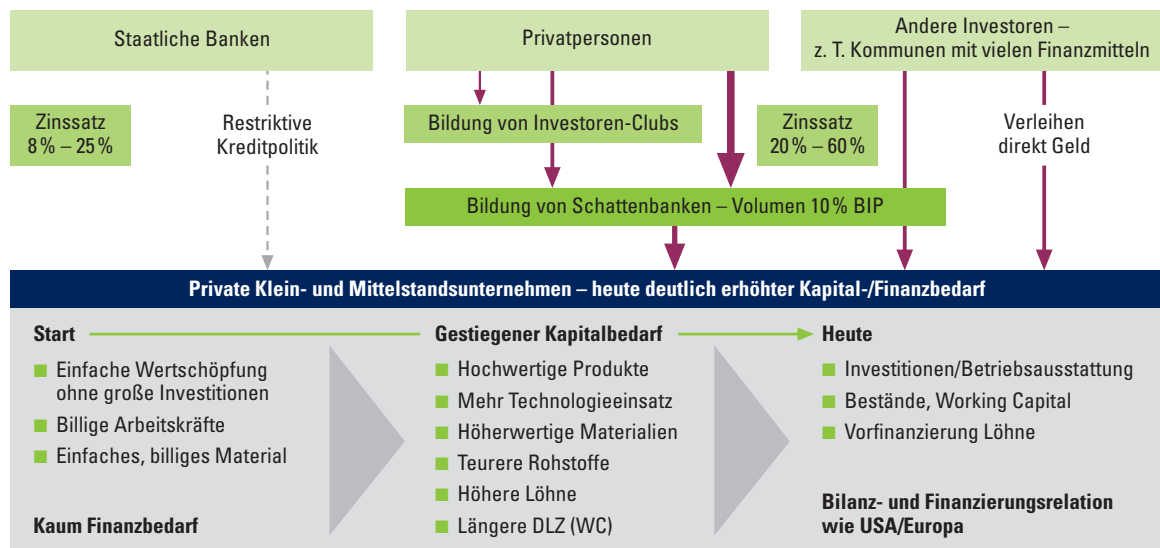 Staatliche Banken
Privatpersonen
Andere Investoren –
z. T. Kommunen mit vielen Finanzmitteln
Zinssatz
8 % – 25 %
Restriktive
Kreditpolitik
Bildung von Investoren-Clubs
Zinssatz
20 % – 60 %
Verleihen
direkt Geld
Bildung von Schattenbanken – Volumen 10 % BIP
Private Klein- und Mittelstandsunternehmen – heute deutlich erhöhter Kapital-/Finanzbedarf
Start
Einfache Wertschöpfung
ohne große Investitionen
Billige Arbeitskräfte
Einfaches, billiges Material
Kaum Finanzbedarf
Gestiegener Kapitalbedarf
Hochwertige Produkte
Mehr Technologieeinsatz
Höherwertige Materialien
Teurere Rohstoffe
Höhere Löhne
Längere DLZ (WC)
Heute
Investitionen/Betriebsausstattung
Bestände, Working Capital
Vorfinanzierung Löhne
Bilanz- und Finanzierungsrelation
wie USA/Europa